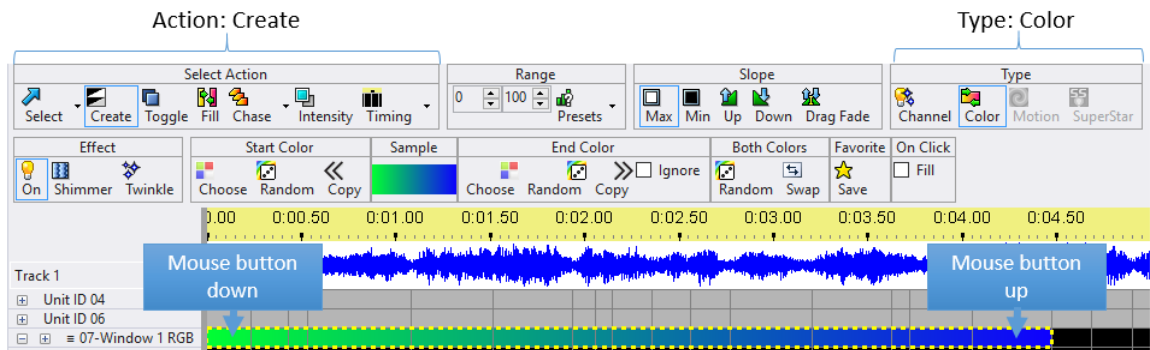 Action: Create
Type: Color
Select Action
Range
Slope
Type
0
100
Select
Create
Toggle
Fill
Chase
Intensity
Timing
Presets
Max
Min
Up
Down
Drag Fade
Channel
Color
Motion
SuperStar
Effect
Start Color
Sample
End Color
Both Colors
Favorite
On Click
Ignore
Fill
On
Shimmer
Twinkle
Choose
Random
Copy
Choose
Random
Copy
Random
Swap
Save
0.00 0:00.50 0:01.00 0:01.50 0:02.00 0:02.50 0:03.00 0:03.50 0:04.00 0:04.50
Track 1
Mouse button
down
Mouse button
up
Unit ID 04
Unit ID 06
07-Window 1 RGB